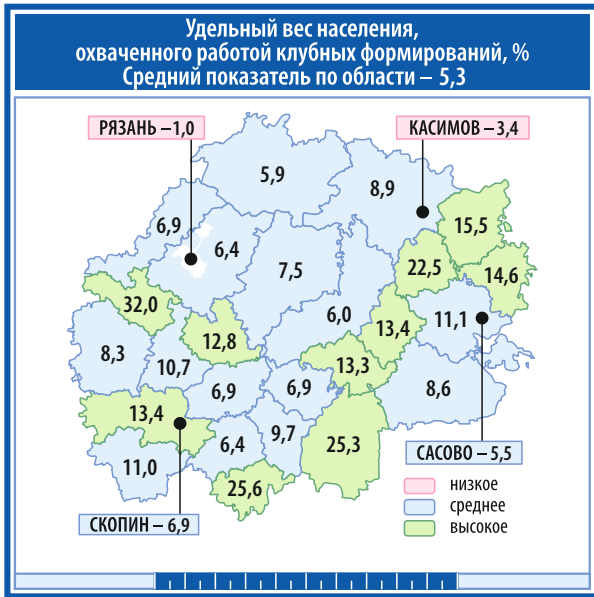 Удельный вес населения,
охваченного работой клубных формирований, %
Средний показатель по области – 5,3
РЯЗАНЬ –1,0
КАСИМОВ –3,4
5,9
8,9
15,5
6,9
6,4
7,5
22,5
14,6
32,0
6,0
13,4
11,1
12,8
8,3
10,7
13,3
6,9
6,9
8,6
13,4
6,4
9,7
25,3
11,0
25,6
САСОВО – 5,5
СКОПИН – 6,9
низкое
среднее
высокое